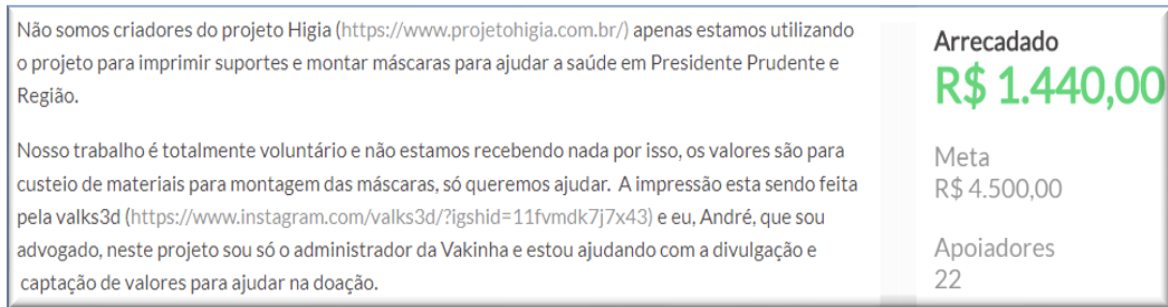 Não somos criadores do projeto Higia (https://www.projetohigia.com.br/) apenas estamos utilizando
o projeto para imprimir suportes e montar máscaras para ajudar a saúde em Presidente Prudente e
Região.
Nosso trabalho é totalmente voluntário e não estamos recebendo nada por isso, os valores são para
custeio de materiais para montagem das máscaras, só queremos ajudar. A impressão esta sendo feita
pela valks3d (https://www.instagram.com/valks3d/?igshid=11fvmdk7j7x43) e eu, André, que sou
advogado, neste projeto sou só o administrador da Vakinha e estou ajudando com a divulgação e
captação de valores para ajudar na doação.
Arrecadado
R$ 1.440,00
Meta
R$ 4.500,00
Apoiadores
22